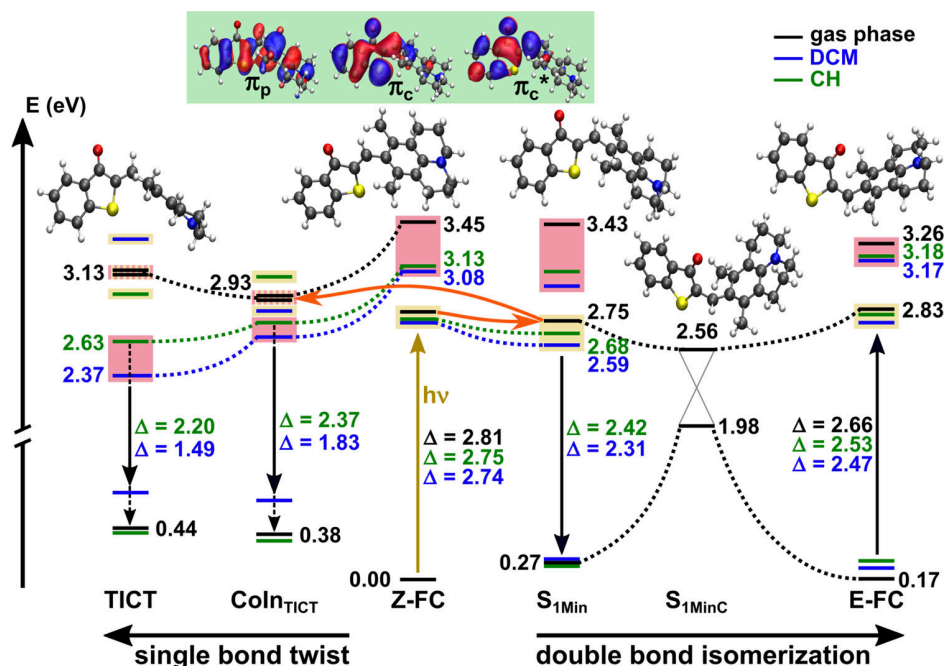 πp πc πc*
gas phase
DCM
CH
E (eV)
3.13
2.93
3.45
3.13
3.08
3.43
3.26
3.18
3.17
2.63
2.37
2.75
2.68
2.59
2.56
2.83
hν
Δ = 2.20
Δ = 1.49
Δ = 2.37
Δ = 1.83
Δ = 2.81
Δ = 2.75
Δ = 2.74
Δ = 2.42
Δ = 2.31
1.98
Δ = 2.66
Δ = 2.53
Δ = 2.47
0.44
0.38
0.00
0.27
0.17
TICT CoInTICT Z-FC S1Min S1MinC E-FC
single bond twist double bond isomerization